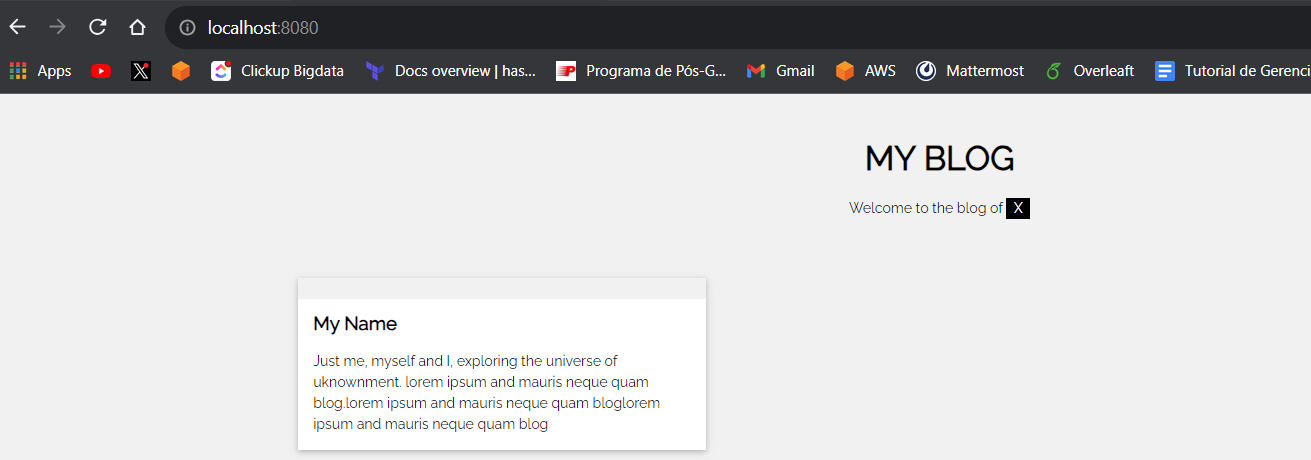 localhost:8080
Apps Clickup Bigdata Docs overview | has... Programa de Pós-G... Gmail AWS Mattermost Overleaft Tutorial de Gerenci
MY BLOG
Welcome to the blog of X
My Name
Just me, myself and I, exploring the universe of
uknownment. lorem ipsum and mauris neque quam
blog.lorem ipsum and mauris neque quam bloglorem
ipsum and mauris neque quam blog